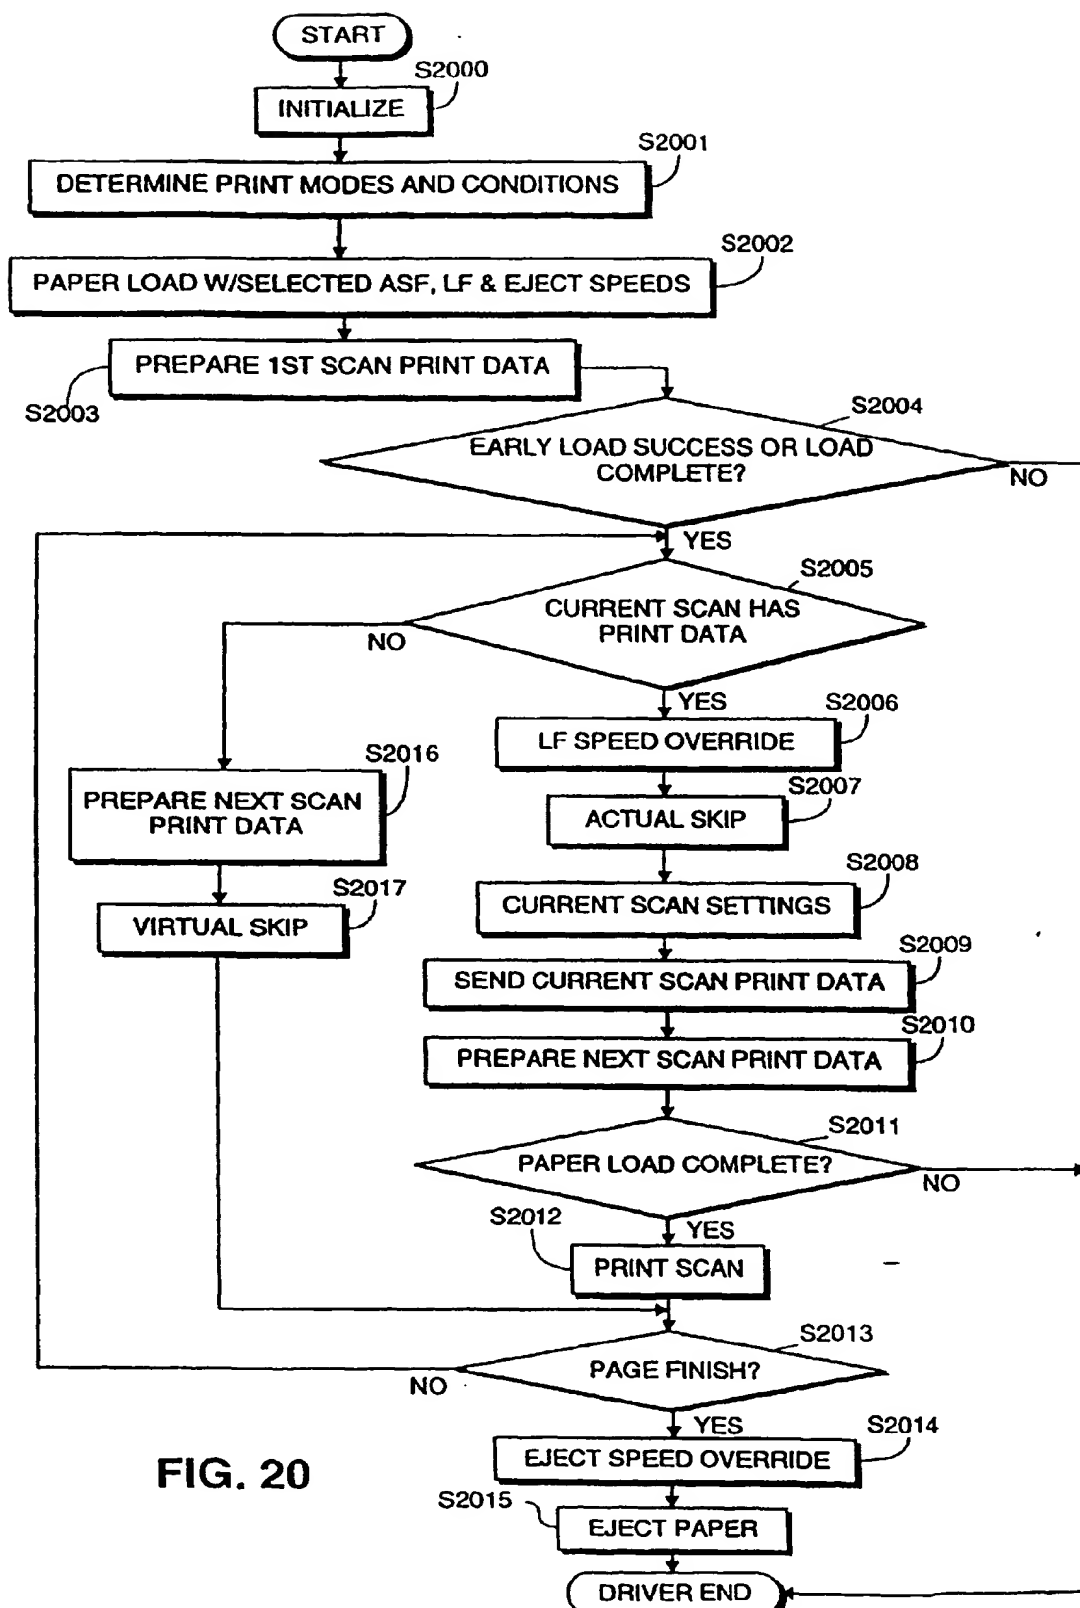 START
S2000
INITIALIZE
S2001
DETERMINE PRINT MODES AND CONDITIONS
S2002
PAPER LOAD W/SELECTED ASF, LF & EJECT SPEEDS
PREPARE 1ST SCAN PRINT DATA
S2003
S2004
EARLY LOAD SUCCESS OR LOAD
COMPLETE?
NO
YES
S2005
CURRENT SCAN HAS
PRINT DATA
NO
YES
S2006
LF SPEED OVERRIDE
S2016
PREPARE NEXT SCAN
PRINT DATA
S2007
ACTUAL SKIP
S2008
CURRENT SCAN SETTINGS
S2017
VIRTUAL SKIP
S2009
SEND CURRENT SCAN PRINT DATA
S2010
PREPARE NEXT SCAN PRINT DATA
S2011
PAPER LOAD COMPLETE?
NO
S2012
YES
PRINT SCAN
S2013
PAGE FINISH?
NO
YES
S2014
EJECT SPEED OVERRIDE
FIG. 20
S2015
EJECT PAPER
DRIVER END